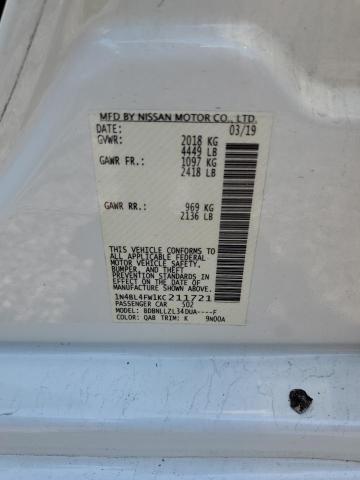 MFD BY NISSAN MOTOR CO., LTD.
DATE: 03/19
GVWR: 2018 KG
4449 LB
GAWR FR.: 1097 KG
2418 LB
GAWR RR.: 969 KG
2136 LB
THIS VEHICLE CONFORMS TO
ALL APPLICABLE FEDERAL
MOTOR VEHICLE SAFETY,
BUMPER, AND THEFT
PREVENTION STANDARDS IN
EFFECT ON THE DATE OF
MANUFACTURE SHOWN ABOVE.
1N4BL4FW1KC211721
PASSENGER CAR 502
MODEL: BDBNLLZL34DUA----F
COLOR: QAB TRIM: K 9N00A